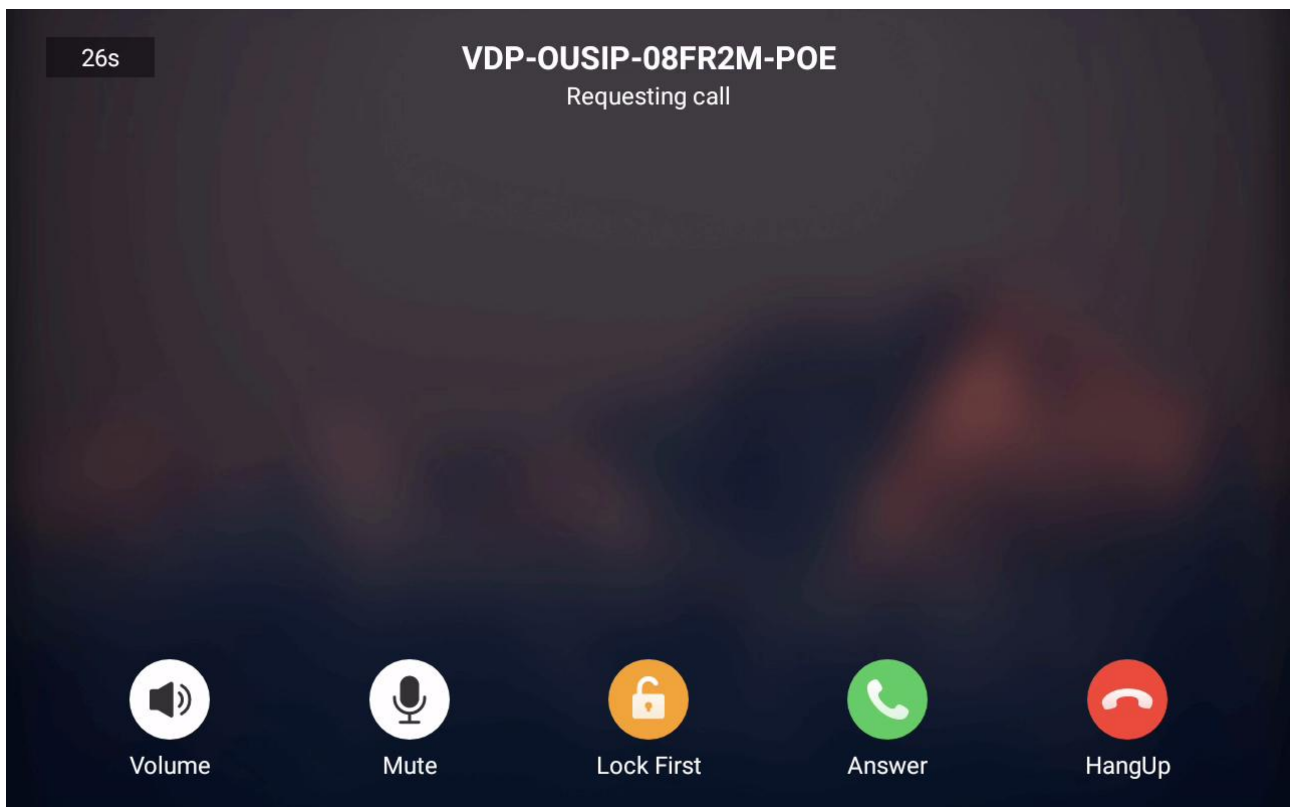 26s
VDP-OUSIP-08FR2M-POE
Requesting call
Volume
Mute
Lock First
Answer
HangUp